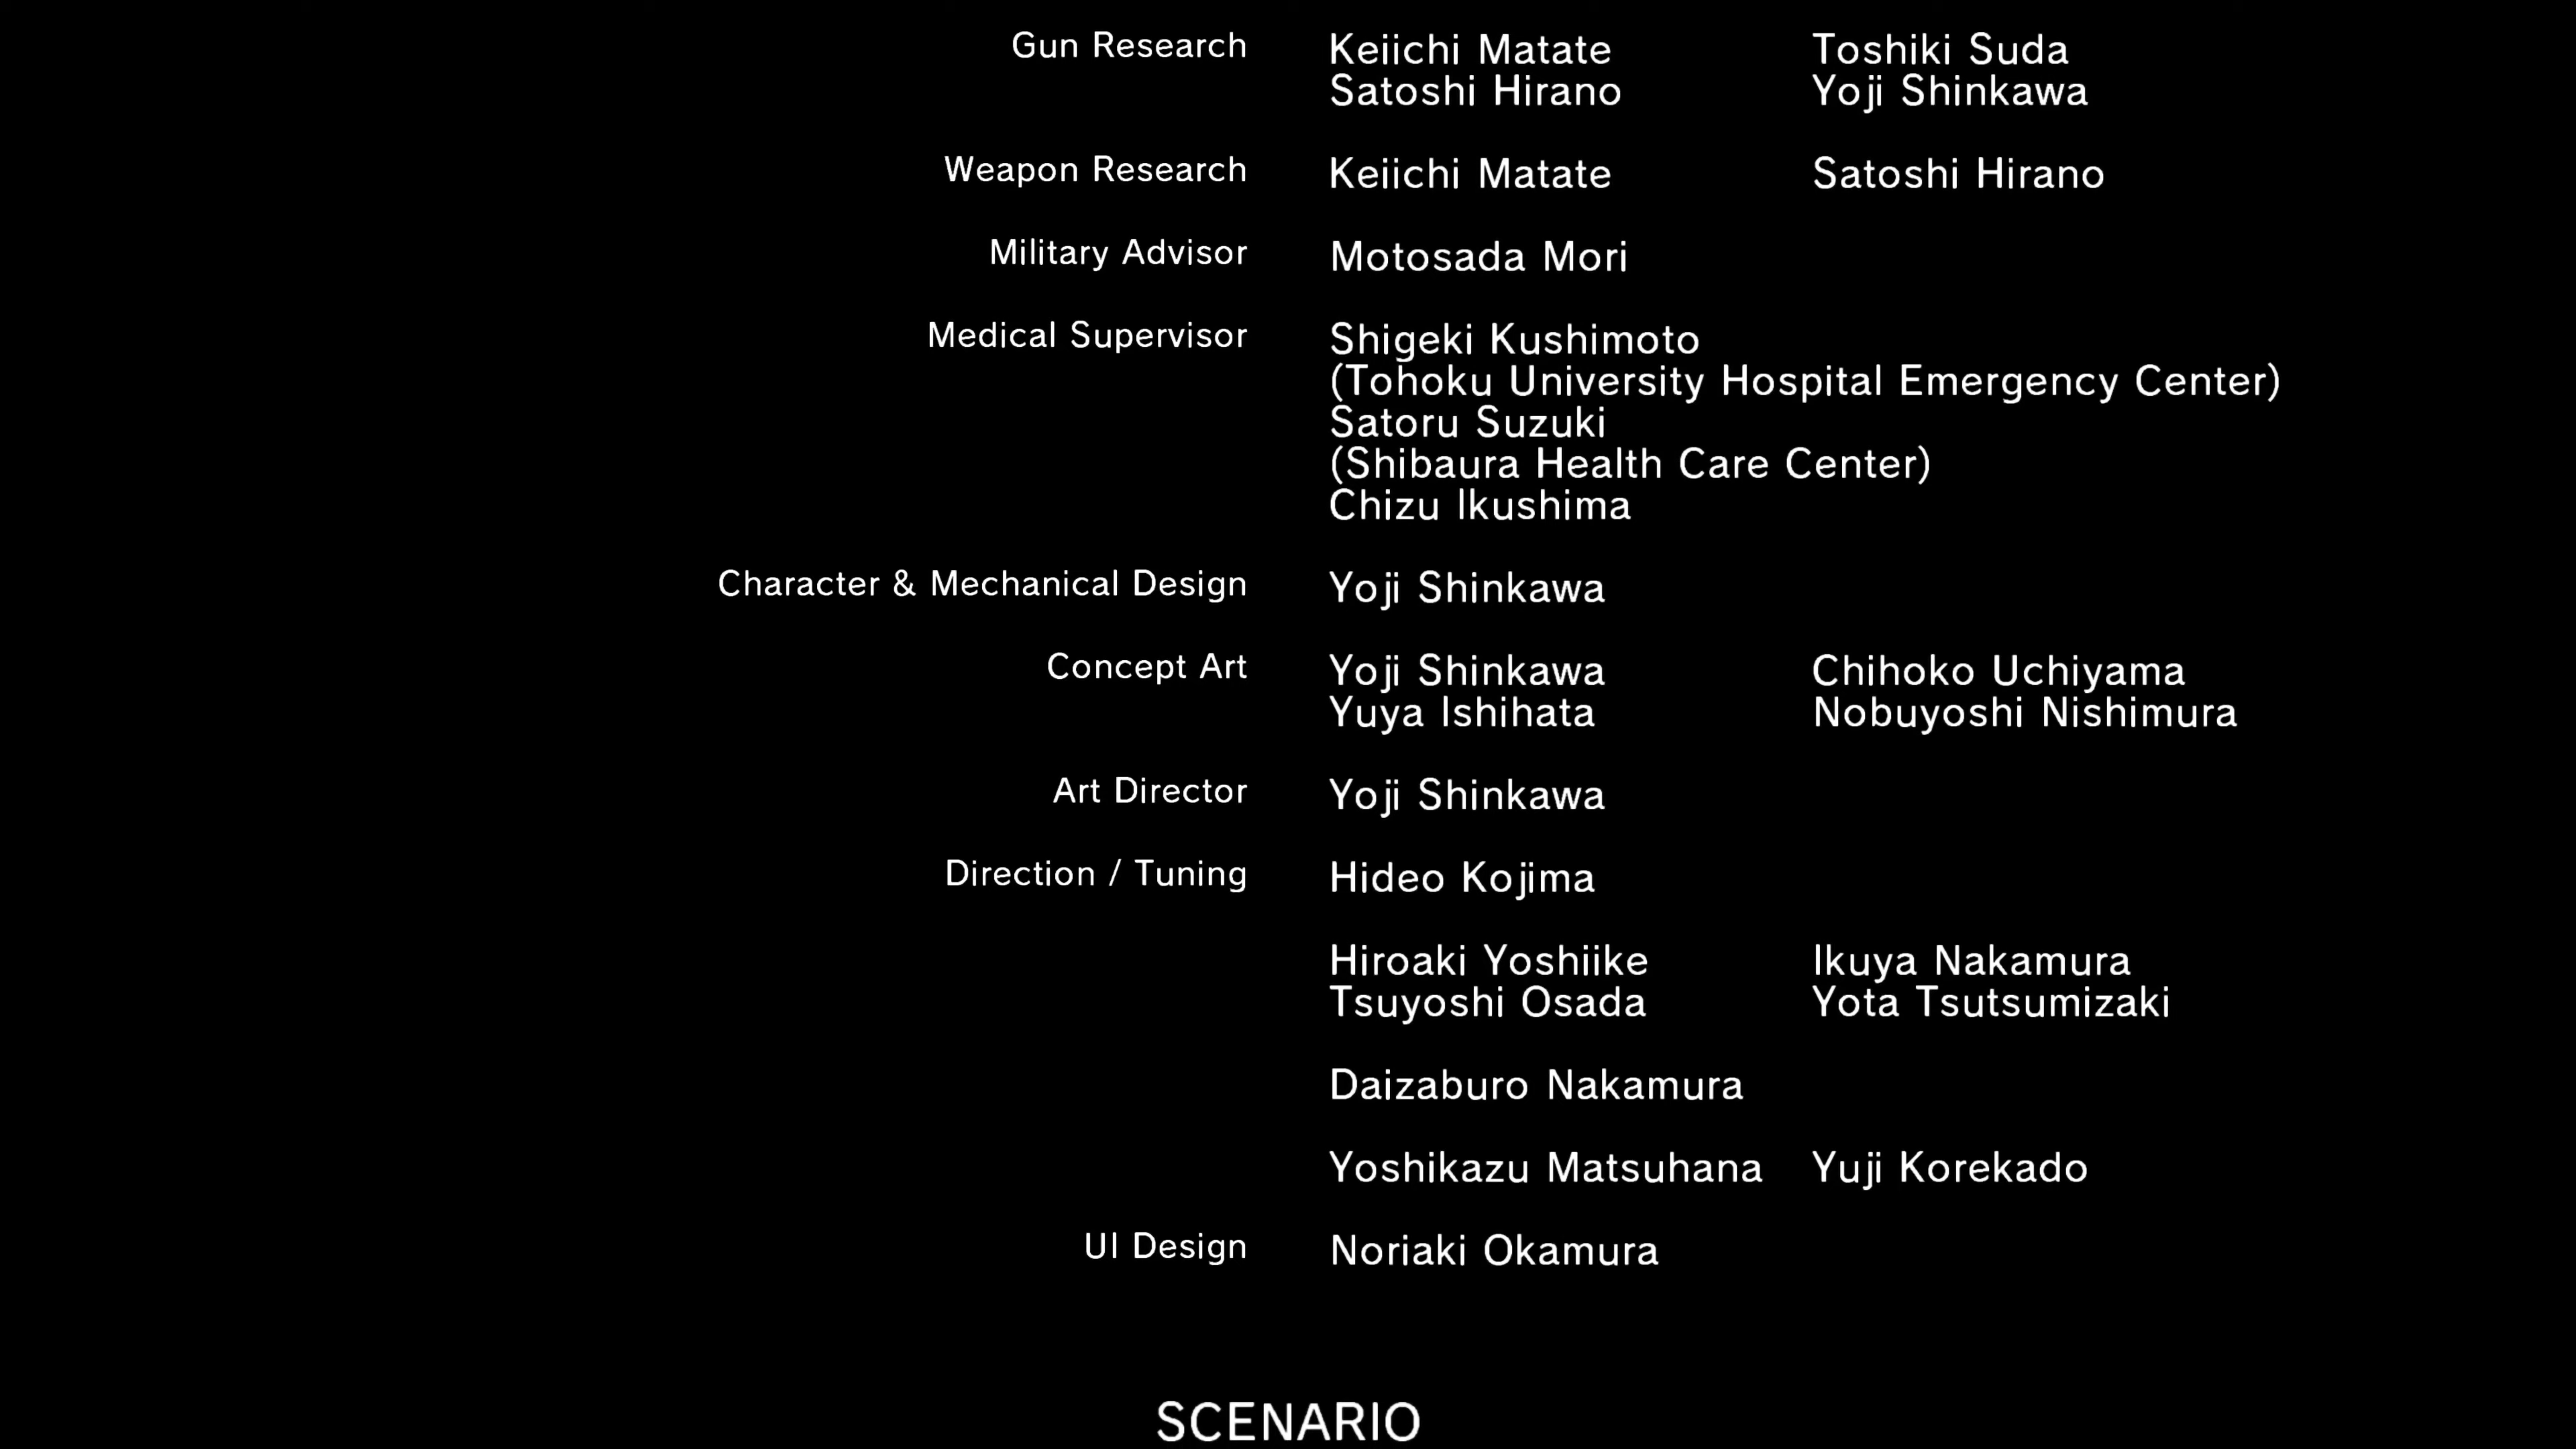 Gun Research Keiichi Matate Toshiki Suda
Satoshi Hirano Yoji Shinkawa
Weapon Research Keiichi Matate Satoshi Hirano
Military Advisor Motosada Mori
Medical Supervisor Shigeki Kushimoto
(Tohoku University Hospital Emergency Center)
Satoru Suzuki
(Shibaura Health Care Center)
Chizu Ikushima
Character & Mechanical Design Yoji Shinkawa
Concept Art Yoji Shinkawa Chihoko Uchiyama
Yuya Ishihata Nobuyoshi Nishimura
Art Director Yoji Shinkawa
Direction / Tuning Hideo Kojima
Hiroaki Yoshiike Ikuya Nakamura
Tsuyoshi Osada Yota Tsutsumizaki
Daizaburo Nakamura
Yoshikazu Matsuhana Yuji Korekado
UI Design Noriaki Okamura
SCENARIO